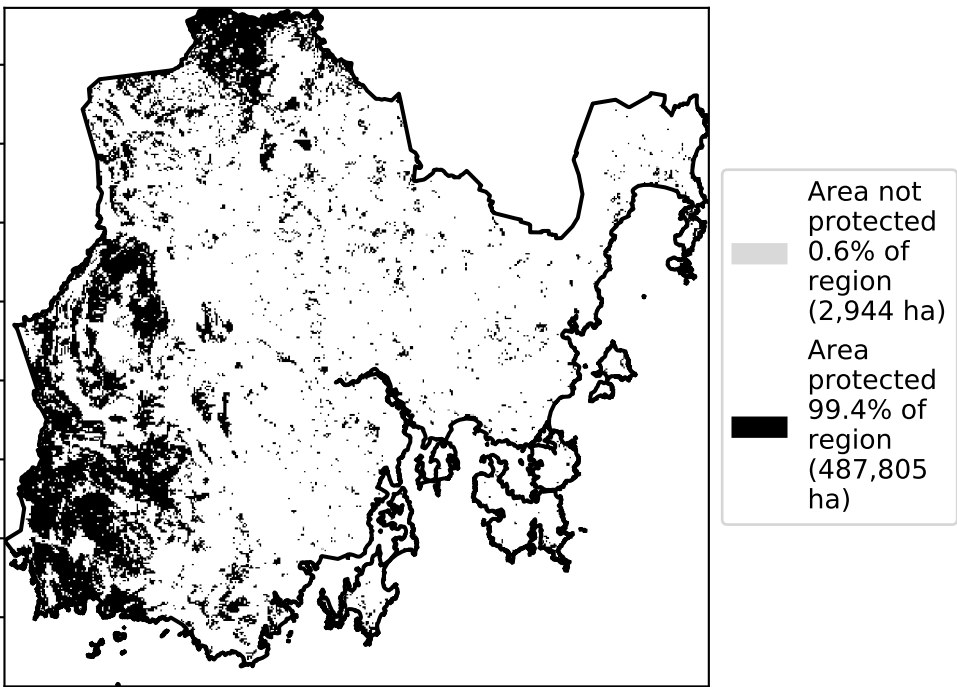 Area not
protected
0.6% of
region
(2,944 ha)
Area
protected
99.4% of
region
(487,805
ha)